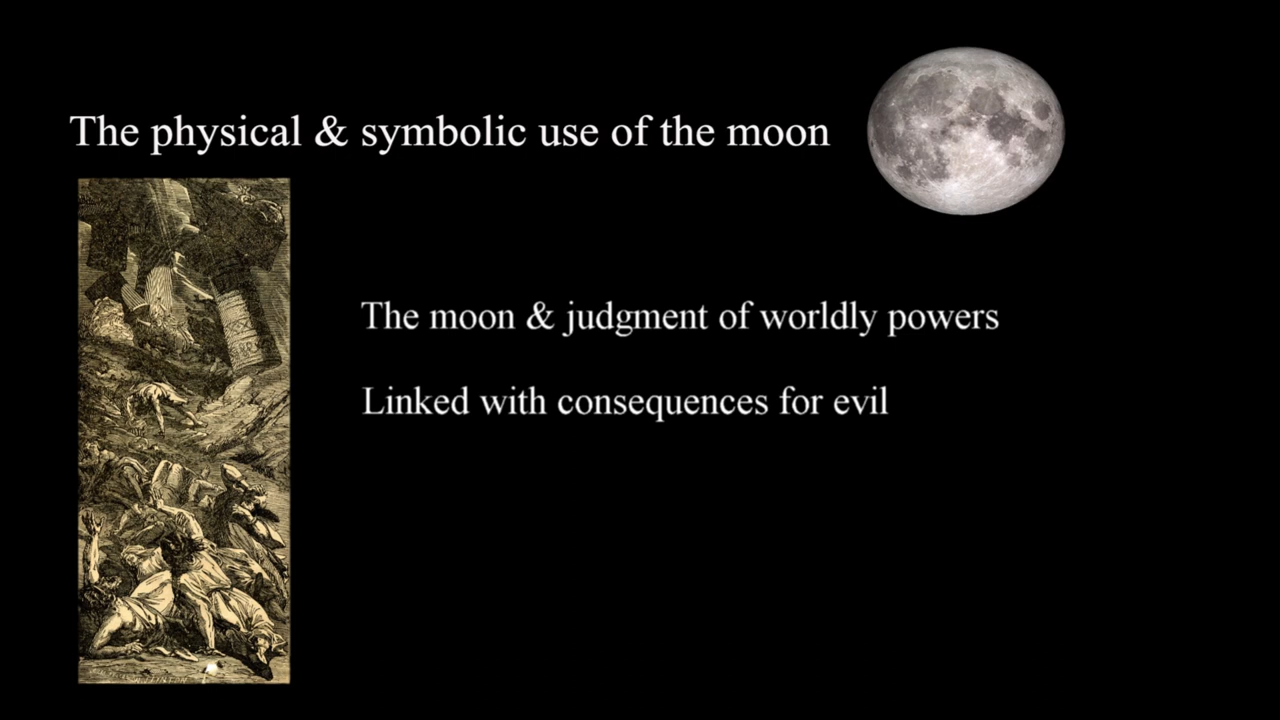 The physical & symbolic use of the moon
The moon & judgment of worldly powers
Linked with consequences for evil